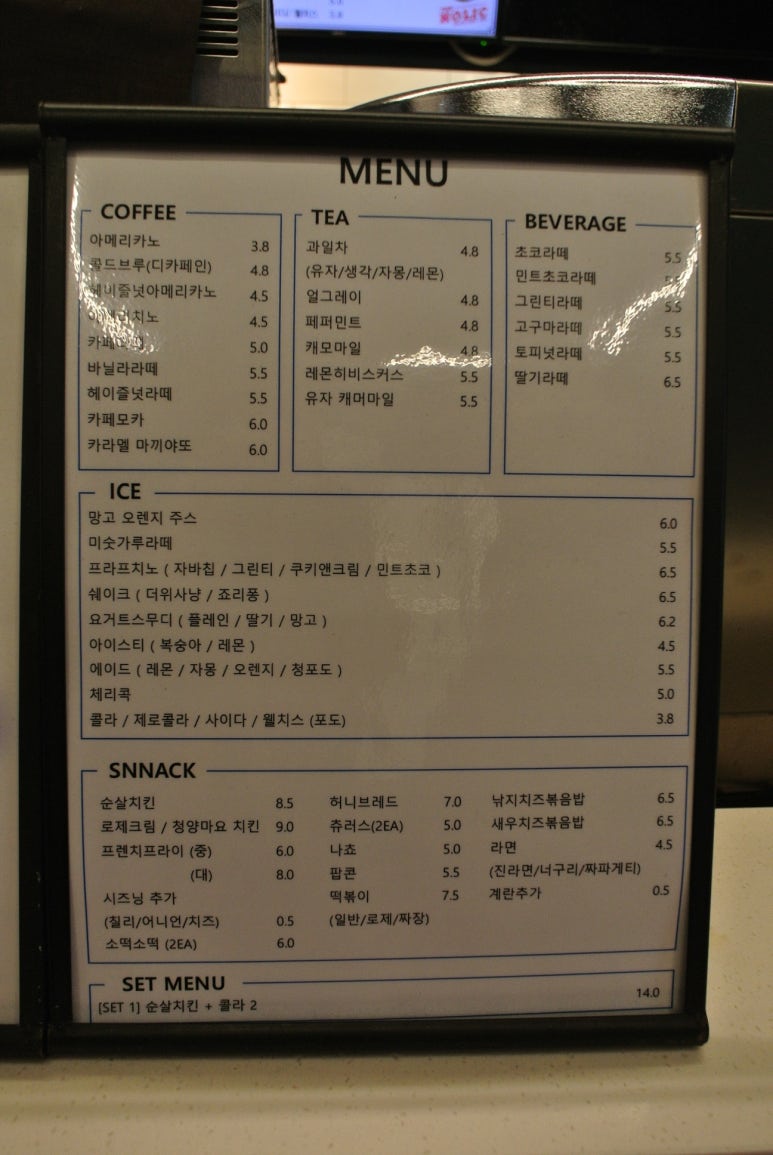 MENU
COFFEE
아메리카노 3.8
콜드브루(디카페인) 4.8
헤이즐넛아메리카노 4.5
4.5
5.0
바닐라라떼 5.5
헤이즐넛라떼 5.5
카페모카 6.0
카라멜 마끼야또 6.0
TEA
과일차 4.8
(유자/생각/자몽/레몬)
얼그레이 4.8
페퍼민트 4.8
캐모마일 4.8
레몬히비스커스 5.5
유자 캐머마일 5.5
BEVERAGE
초코라떼 5.5
민트초코라떼
그린티라떼 5.5
고구마라떼 5.5
토피넛라떼 5.5
딸기라떼 6.5
ICE
망고 오렌지 주스 6.0
미숫가루라떼 5.5
프라프치노 ( 자바칩 / 그린티 / 쿠키앤크림 / 민트초코 ) 6.5
쉐이크 ( 더위사냥 / 죠리퐁 ) 6.5
요거트스무디 ( 플레인 / 딸기 / 망고 ) 6.2
아이스티 ( 복숭아 / 레몬 ) 4.5
에이드 ( 레몬 / 자몽 / 오렌지 / 청포도 ) 5.5
체리콕 5.0
콜라 / 제로콜라 / 사이다 / 웰치스 (포도) 3.8
SNNACK
순살치킨 8.5
로제크림 / 청양마요 치킨 9.0
프렌치프라이 (중) 6.0
(대) 8.0
시즈닝 추가
(칠리/어니언/치즈) 0.5
소떡소떡 (2EA) 6.0
허니브레드 7.0
츄러스(2EA) 5.0
나쵸 5.0
팝콘 5.5
떡볶이 7.5
(일반/로제/짜장)
낚지치즈볶음밥 6.5
새우치즈볶음밥 6.5
라면 4.5
(진라면/너구리/짜파게티)
계란추가 0.5
SET MENU
[SET 1] 순살치킨 + 콜라 2 14.0